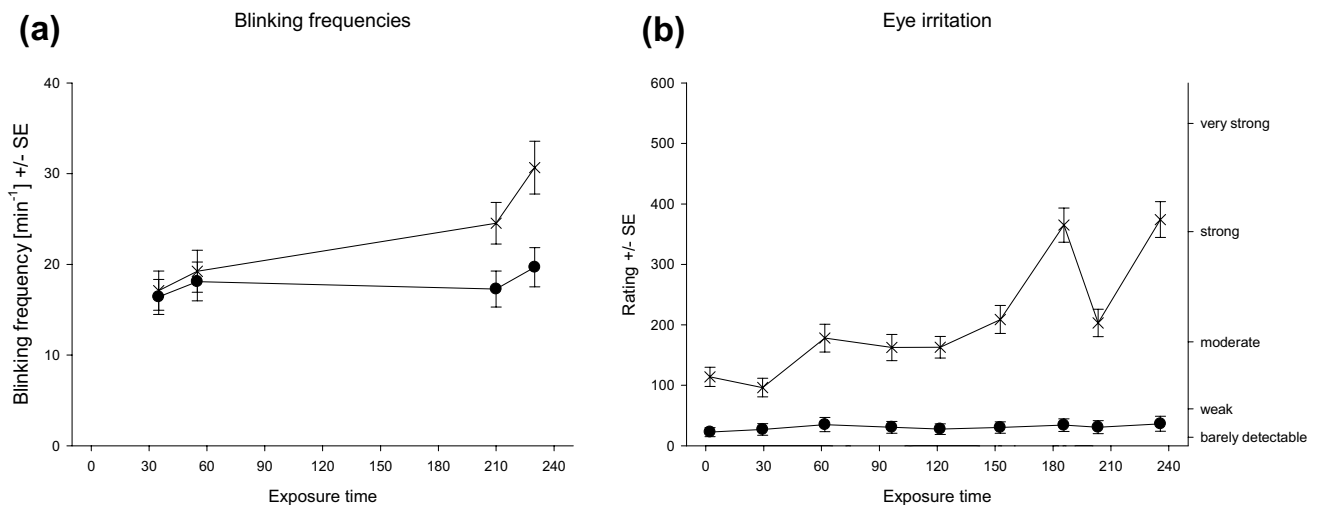 (a)
Blinking frequencies
Blinking frequency [min⁻¹] +/- SE
40
30
20
10
0
0 30 60 90 120 150 180 210 240
Exposure time
(b)
Eye irritation
Rating +/- SE
600
500
400
300
200
100
0
very strong
strong
moderate
weak
barely detectable
0 30 60 90 120 150 180 210 240
Exposure time